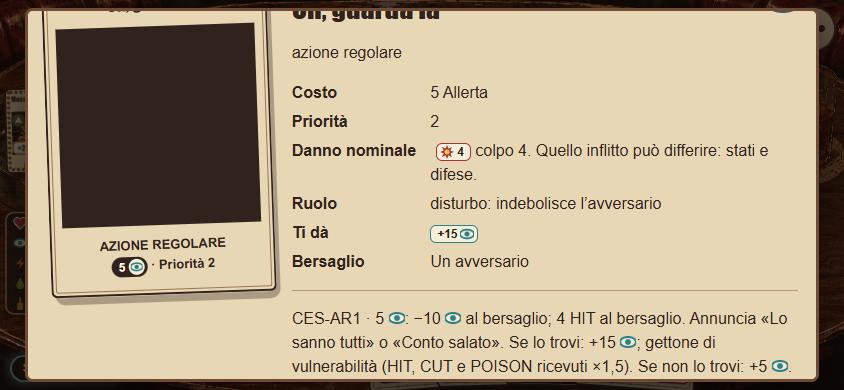 Oh, guarda là
azione regolare
Costo 5 Allerta
Priorità 2
Danno nominale 4 colpo 4. Quello inflitto può differire: stati e
difese.
Ruolo disturbo: indebolisce l’avversario
Ti dà +15
Bersaglio Un avversario
AZIONE REGOLARE
5 · Priorità 2
CES-AR1 · 5 : −10 al bersaglio; 4 HIT al bersaglio. Annuncia «Lo
sanno tutti» o «Conto salato». Se lo trovi: +15 ; gettone di
vulnerabilità (HIT, CUT e POISON ricevuti ×1,5). Se non lo trovi: +5 .